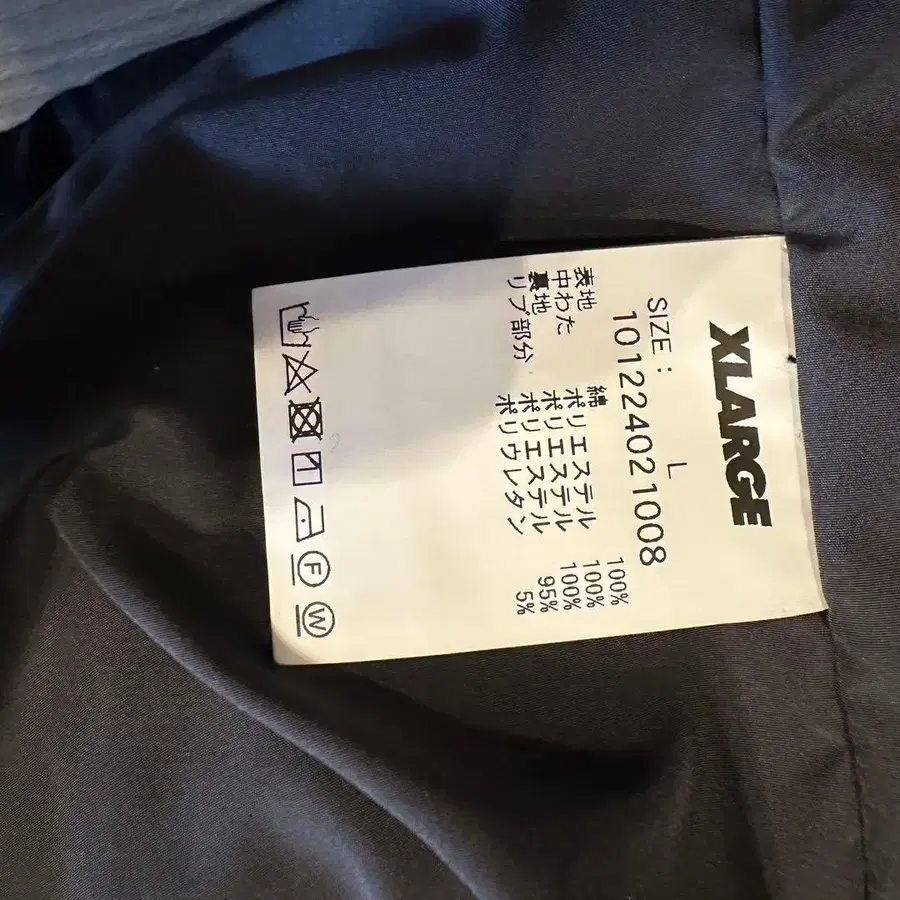 XLARGE
SIZE: L
101224021008
表地 綿 100%
中わた ポリエステル 100%
裏地 ポリエステル 100%
リブ部分 ポリエステル 95%
ポリウレタン 5%
F
W